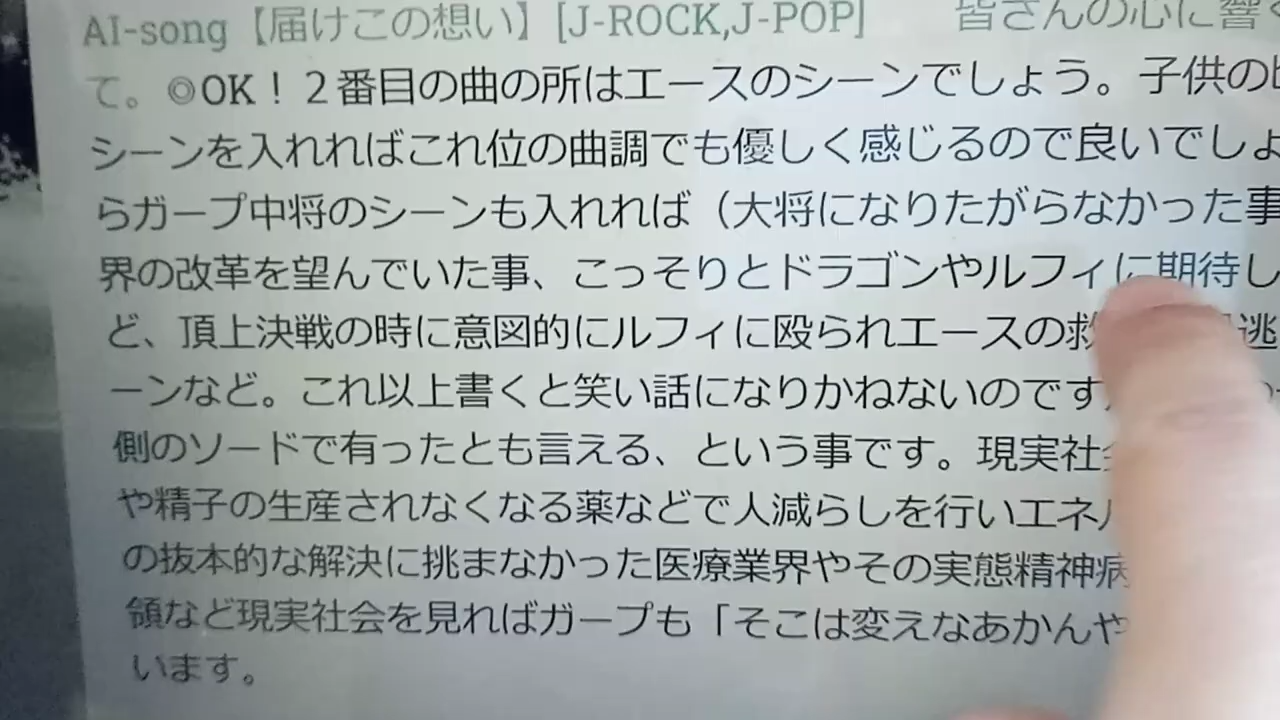 AI-song【届けこの想い】[J-ROCK,J-POP]　皆さんの心に響く
て。◎OK！２番目の曲の所はエースのシーンでしょう。子供の
シーンを入れればこれ位の曲調でも優しく感じるので良いでしょ
らガープ中将のシーンも入れれば（大将になりたがらなかった事
界の改革を望んでいた事、こっそりとドラゴンやルフィに期待し
ど、頂上決戦の時に意図的にルフィに殴られエースの救 逃
ーンなど。これ以上書くと笑い話になりかねないのです
側のソードで有ったとも言える、という事です。現実社会
や精子の生産されなくなる薬などで人減らしを行いエネル
の抜本的な解決に挑まなかった医療業界やその実態精神病
領など現実社会を見ればガープも「そこは変えなあかんや
います。